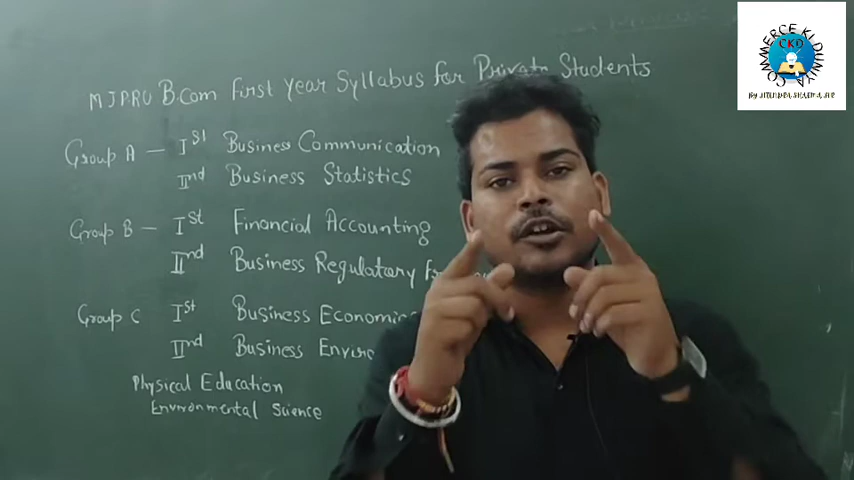 MJPRU B.Com First Year Syllabus for Private Students
Group A — Ist Business Communication
IInd Business Statistics
Group B — Ist Financial Accounting
IInd Business Regulatory
Group C Ist Business Economics
IInd Business
Physical Education
Environmental Science
COMMERCE KI DUNIYA
CKD